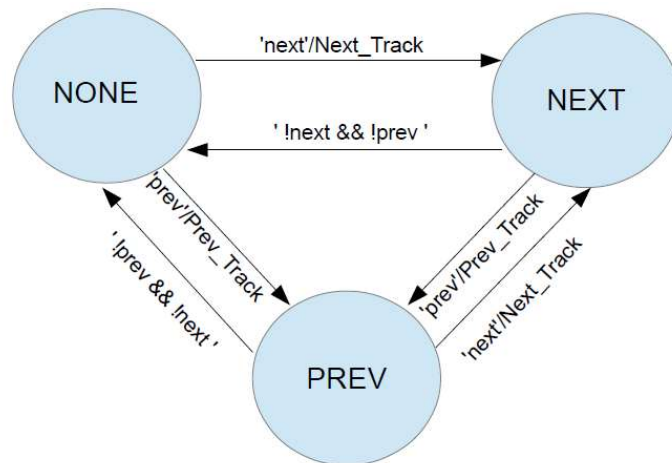 'next'/Next_Track
NONE
NEXT
' !next && !prev '
'prev'/Prev_Track
'prev'/Prev_Track
' !prev && !next '
'next'/Next_Track
PREV